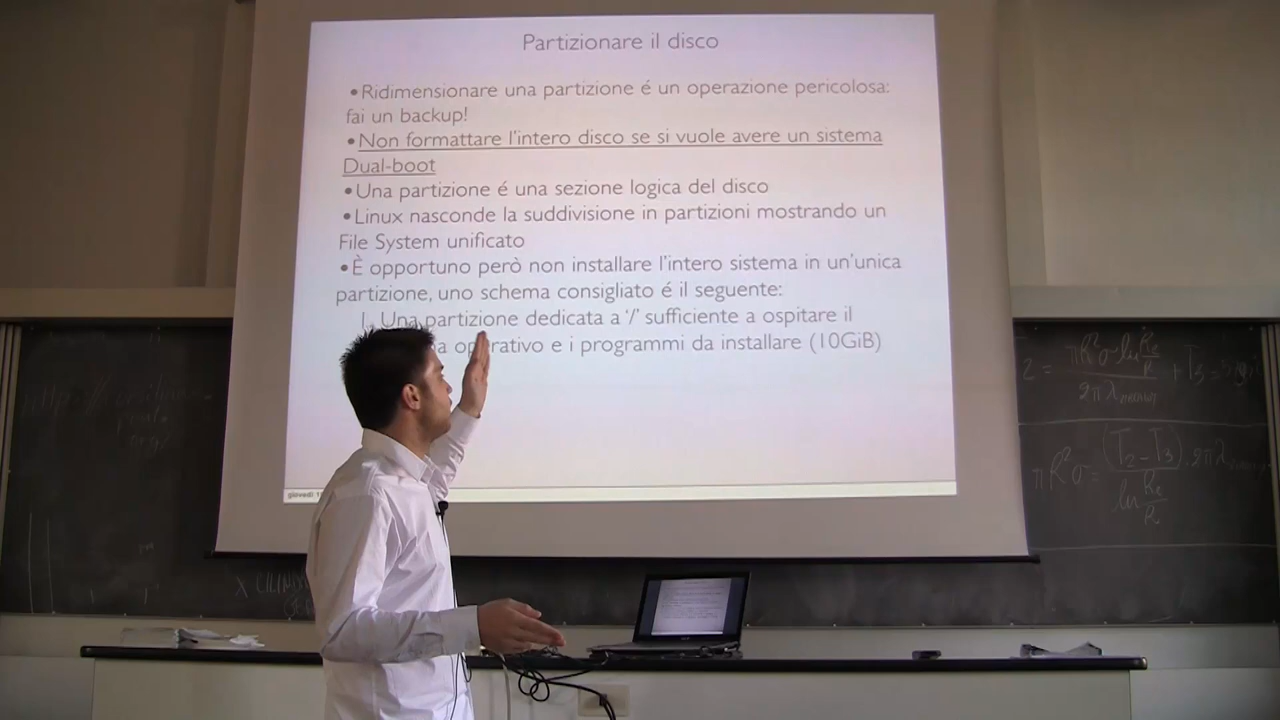 Partizionare il disco
•Ridimensionare una partizione é un operazione pericolosa:
fai un backup!
•Non formattare l'intero disco se si vuole avere un sistema
Dual-boot
•Una partizione é una sezione logica del disco
•Linux nasconde la suddivisione in partizioni mostrando un
File System unificato
•È opportuno però non installare l'intero sistema in un'unica
partizione, uno schema consigliato é il seguente:
1. Una partizione dedicata a '/' sufficiente a ospitare il
operativo e i programmi da installare (10GiB)
giovedì